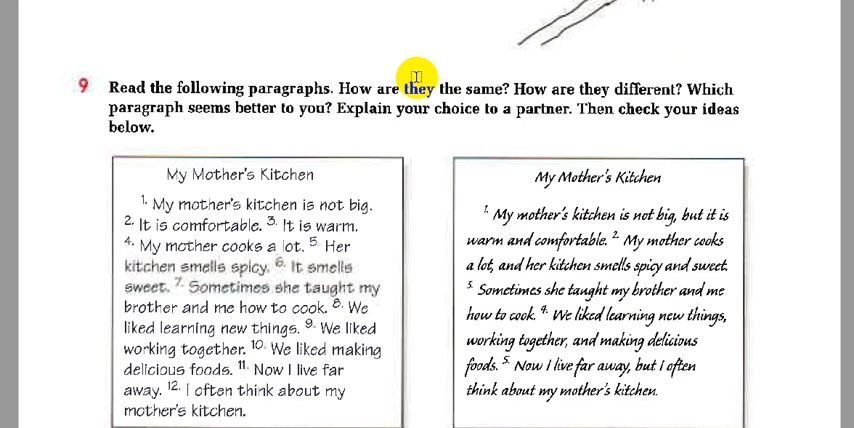 9 Read the following paragraphs. How are they the same? How are they different? Which
paragraph seems better to you? Explain your choice to a partner. Then check your ideas
below.
My Mother's Kitchen
1. My mother's kitchen is not big.
2. It is comfortable. 3. It is warm.
4. My mother cooks a lot. 5. Her
kitchen smells spicy. 6. It smells
sweet. 7. Sometimes she taught my
brother and me how to cook. 8. We
liked learning new things. 9. We liked
working together. 10. We liked making
delicious foods. 11. Now I live far
away. 12. I often think about my
mother's kitchen.
My Mother's Kitchen
1. My mother's kitchen is not big, but it is
warm and comfortable. 2. My mother cooks
a lot, and her kitchen smells spicy and sweet.
3. Sometimes she taught my brother and me
how to cook. 4. We liked learning new things,
working together, and making delicious
foods. 5. Now I live far away, but I often
think about my mother's kitchen.